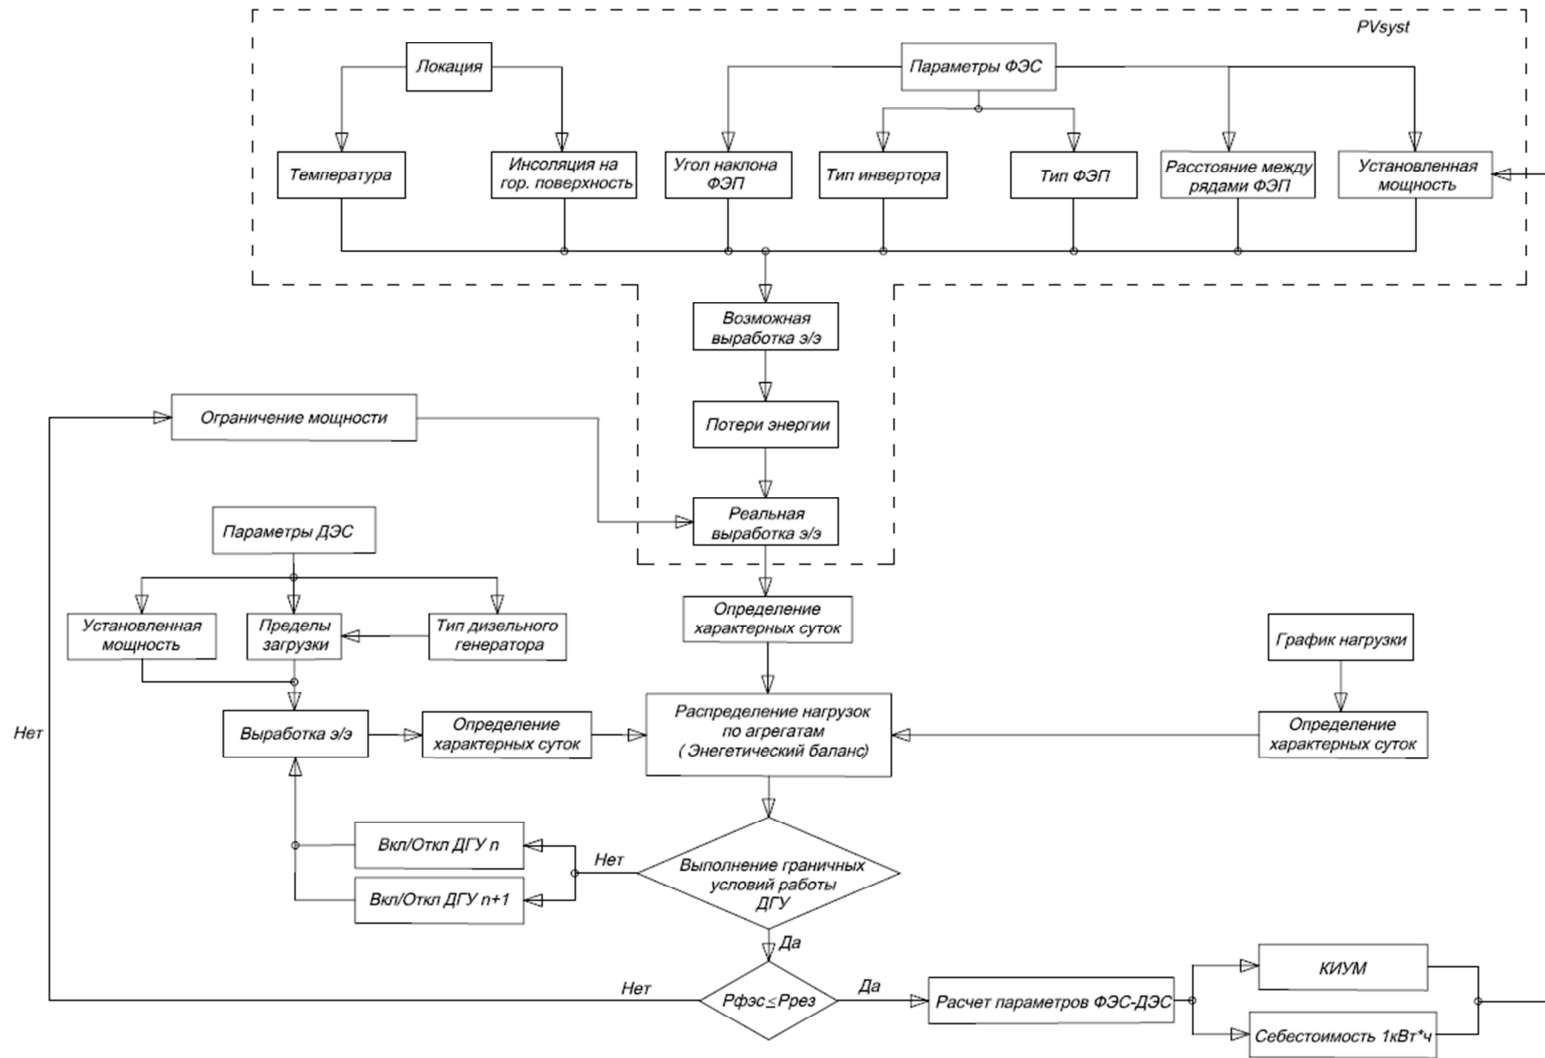 PVsyst
Локация
Параметры ФЭС
Температура
Инсоляция на
гор. поверхность
Угол наклона
ФЭП
Тип инвертора
Тип ФЭП
Расстояние между
рядами ФЭП
Установленная
мощность
Возможная
выработка э/э
Ограничение мощности
Потери энергии
Реальная
выработка э/э
Параметры ДЭС
Установленная
мощность
Пределы
загрузки
Тип дизельного
генератора
Определение
характерных суток
График нагрузки
Нет
Выработка э/э
Определение
характерных суток
Распределение нагрузок
по агрегатам
( Энегетический баланс)
Определение
характерных суток
Вкл/Откл ДГУ n
Вкл/Откл ДГУ n+1
Нет
Выполнение граничных
условий работы
ДГУ
Да
Нет
Рфэс≤Ррез
Да
Расчет параметров ФЭС-ДЭС
КИУМ
Себестоимость 1кВт*ч